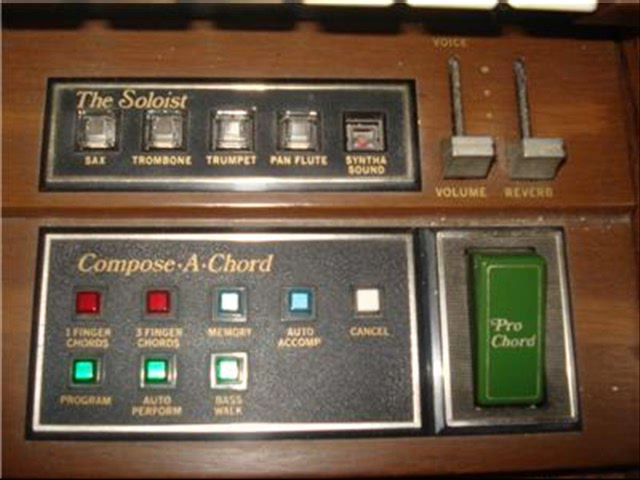 VOICE
The Soloist
SAX TROMBONE TRUMPET PAN FLUTE SYNTHA
SOUND
VOLUME REVERB
Compose·A·Chord
1 FINGER
CHORDS
3 FINGER
CHORDS
MEMORY
AUTO
ACCOMP
CANCEL
PROGRAM
AUTO
PERFORM
BASS
WALK
Pro
Chord